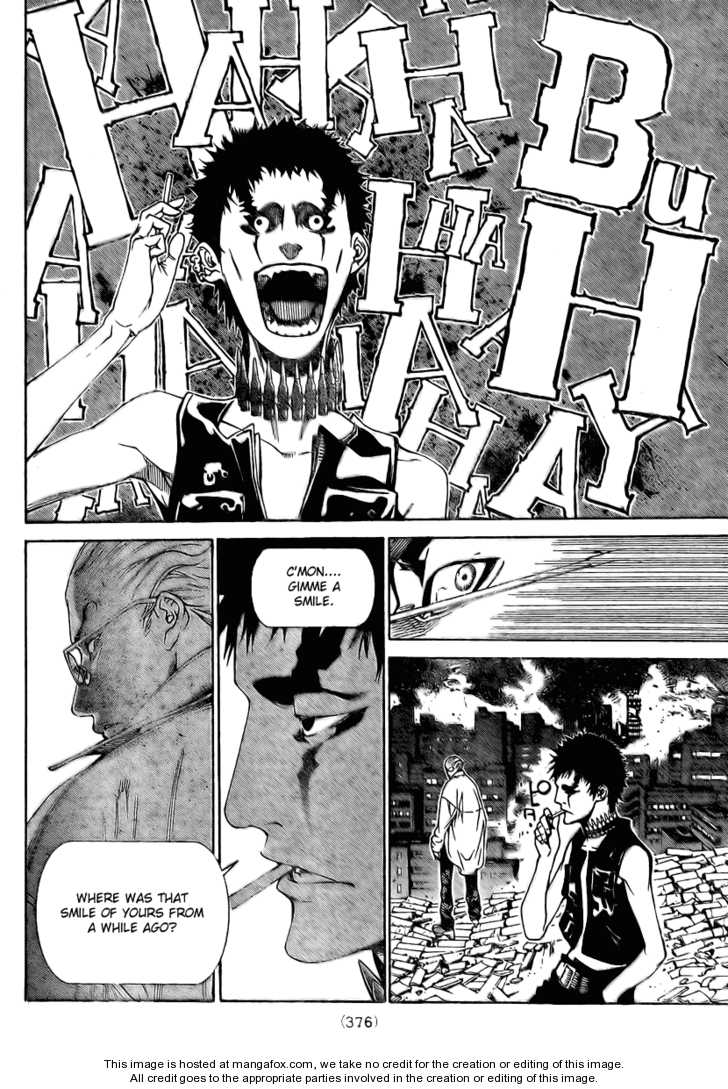 BuHAHAHAHAHAHAHAHAHAY
C'MON....
GIMME A
SMILE.
WHERE WAS THAT
SMILE OF YOURS FROM
A WHILE AGO?
(376)
This image is hosted at mangafox.com, we take no credit for the creation or editing of this image.
All credit goes to the appropriate parties involved in the creation or editing of this image.